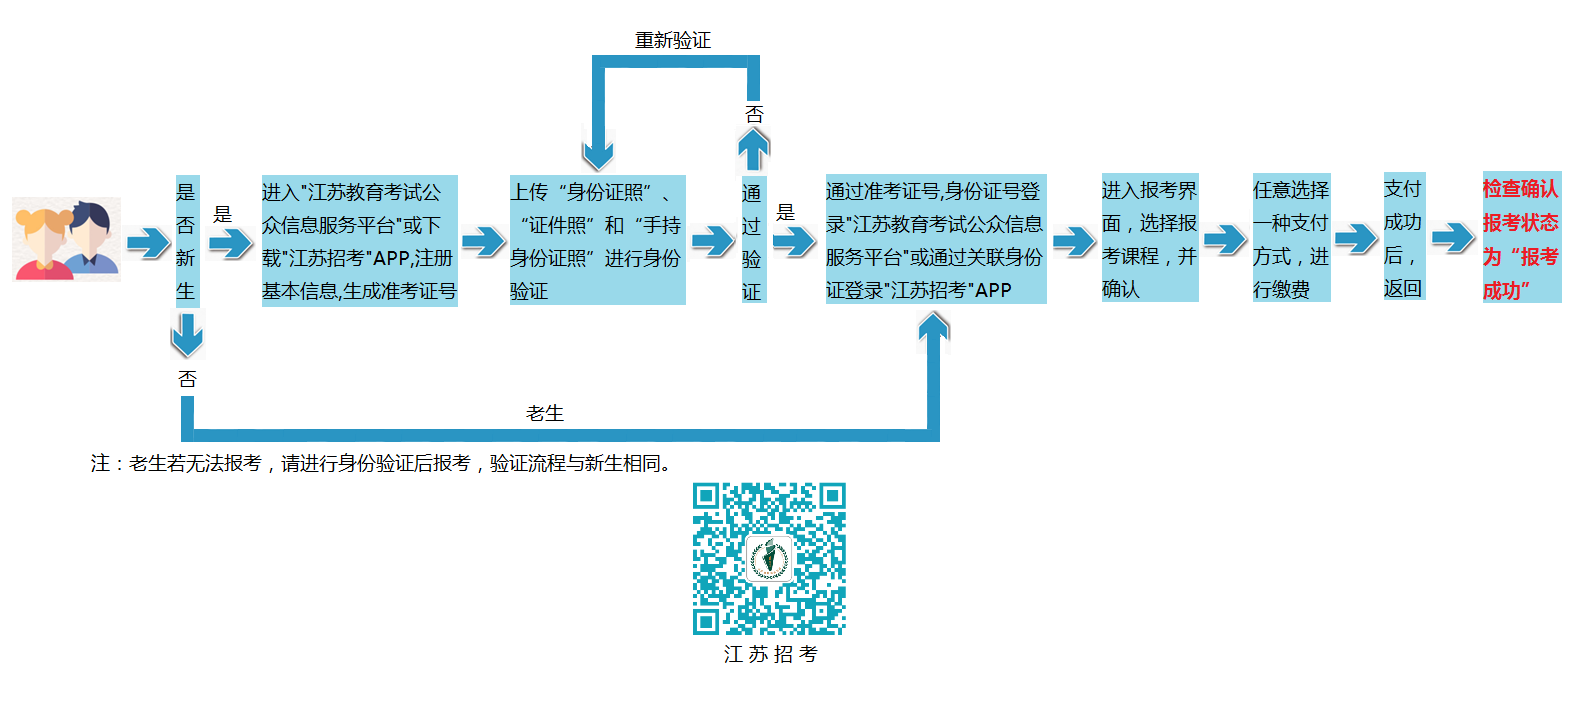 重新验证
否
是
否
新
生
是
进入"江苏教育考试公
众信息服务平台"或下
载"江苏招考"APP,注册
基本信息,生成准考证号
上传“身份证照”、
“证件照”和“手持
身份证照”进行身份
验证
通
过
验
证
是
通过准考证号,身份证号登
录"江苏教育考试公众信息
服务平台"或通过关联身份
证登录"江苏招考"APP
进入报考界
面，选择报
考课程，并
确认
任意选择
一种支付
方式，进
行缴费
支付
成功
后，
返回
检查确认
报考状态
为“报考
成功”
否
老生
注：老生若无法报考，请进行身份验证后报考，验证流程与新生相同。
江苏招考